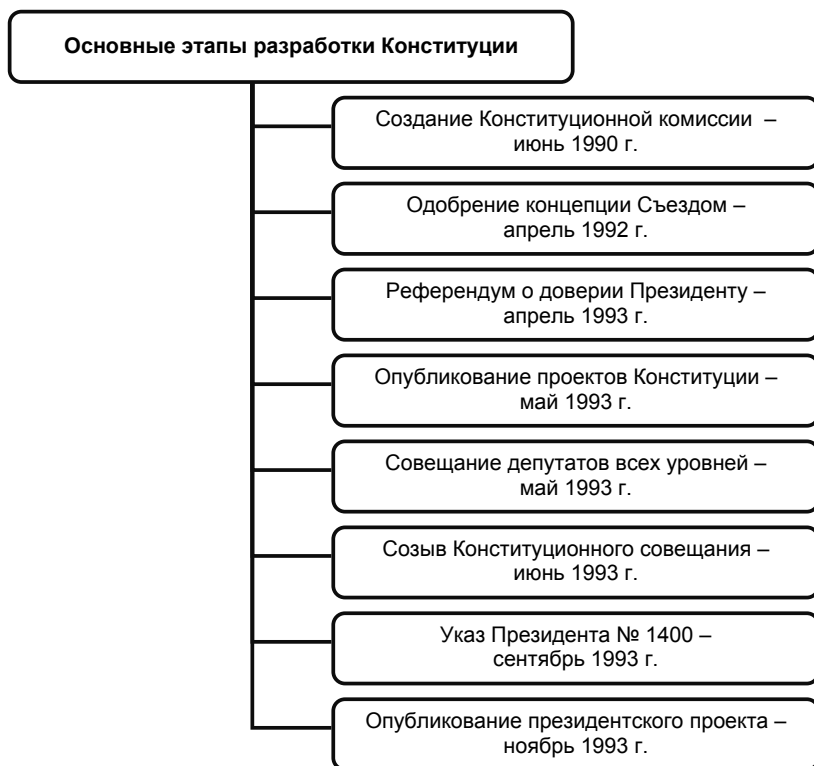 Основные этапы разработки Конституции
Создание Конституционной комиссии –
июнь 1990 г.
Одобрение концепции Съездом –
апрель 1992 г.
Референдум о доверии Президенту –
апрель 1993 г.
Опубликование проектов Конституции –
май 1993 г.
Совещание депутатов всех уровней –
май 1993 г.
Созыв Конституционного совещания –
июнь 1993 г.
Указ Президента № 1400 –
сентябрь 1993 г.
Опубликование президентского проекта –
ноябрь 1993 г.